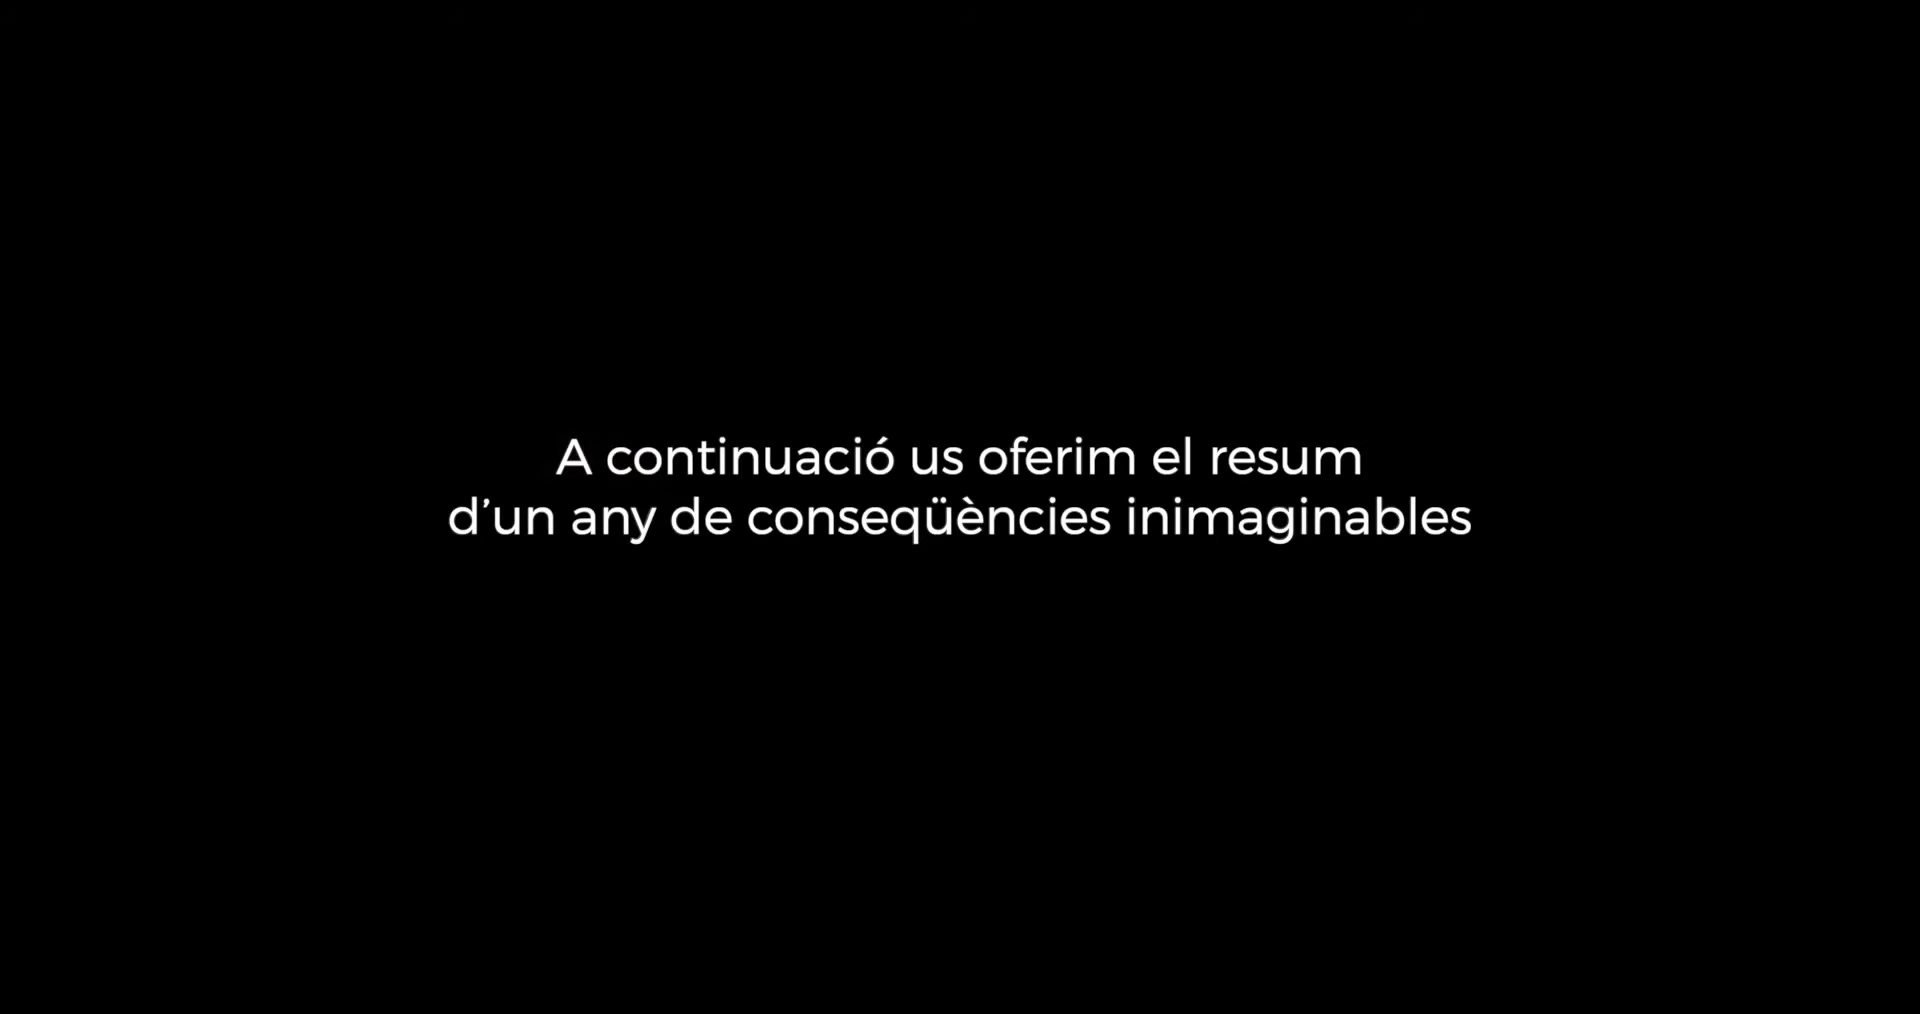 A continuació us oferim el resum
d’un any de conseqüències inimaginables